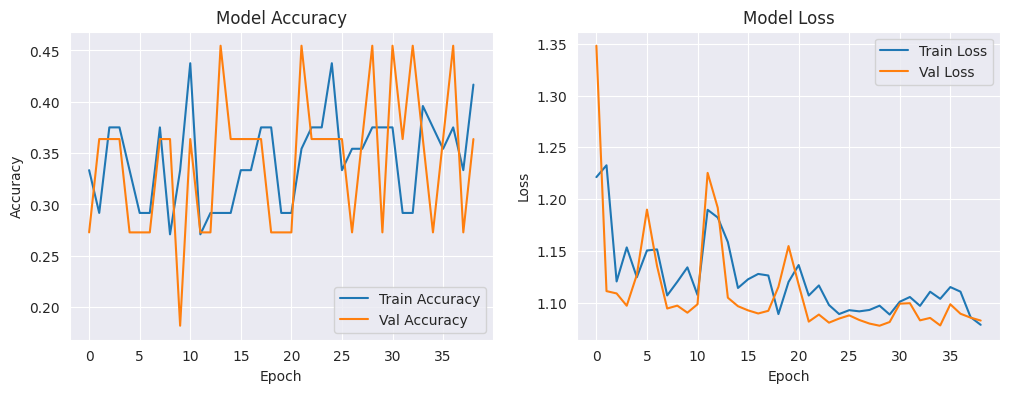 Model Accuracy
Accuracy
0.45
0.40
0.35
0.30
0.25
0.20
0 5 10 15 20 25 30 35
Epoch
Train Accuracy
Val Accuracy
Model Loss
Loss
1.35
1.30
1.25
1.20
1.15
1.10
0 5 10 15 20 25 30 35
Epoch
Train Loss
Val Loss